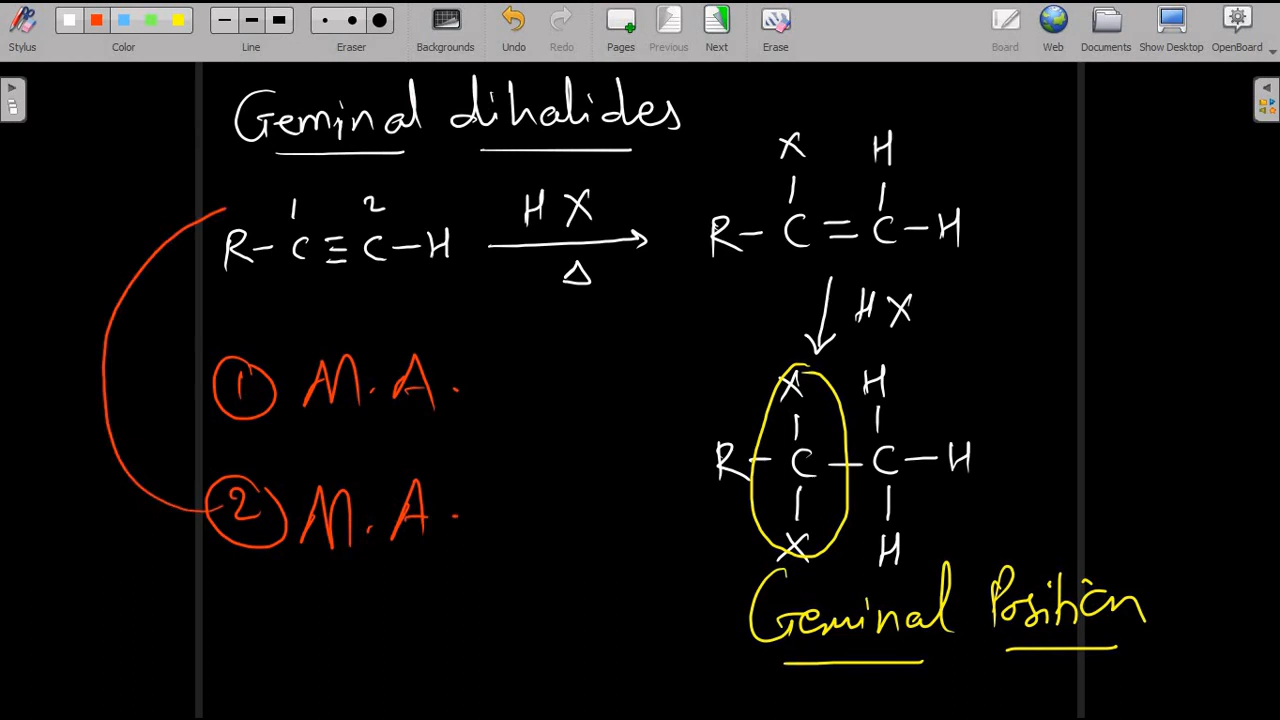 Stylus
Color
Line
Eraser
Backgrounds
Undo
Redo
Pages
Previous
Next
Erase
Board
Web
Documents
Show Desktop
OpenBoard
Geminal dihalides
1 2
R-C≡C-H
HX
Δ
X H
R-C=C-H
HX
X H
R-C-C-H
X H
① M.A.
② M.A.
Geminal Position